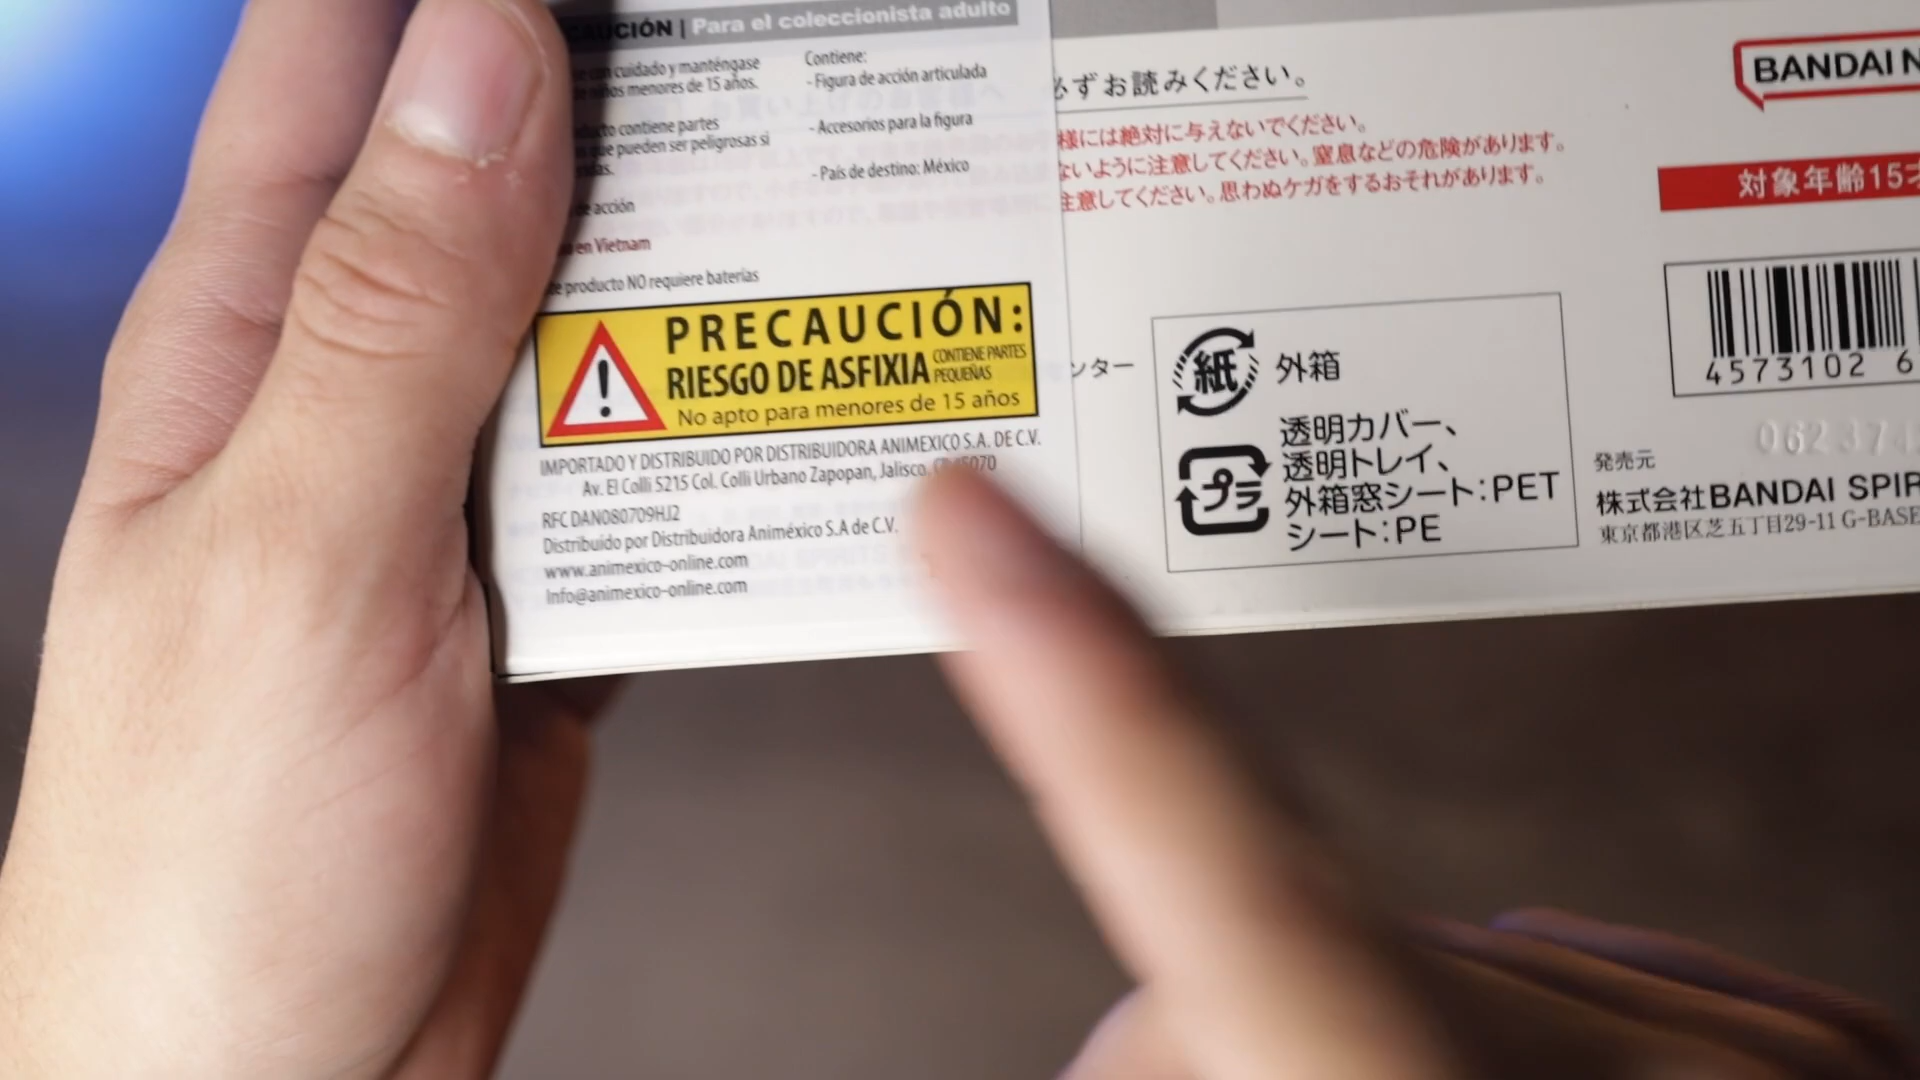 CAUCIÓN | Para el coleccionista adulto
con cuidado y manténgase
niños menores de 15 años.
contiene partes
que pueden ser peligrosas si
de acción
en Vietnam
producto NO requiere baterías
Contiene:
- Figura de acción articulada
- Accesorios para la figura
- País de destino: México
PRECAUCIÓN:
RIESGO DE ASFIXIA CONTIENE PARTES
PEQUEÑAS
No apto para menores de 15 años
IMPORTADO Y DISTRIBUIDO POR DISTRIBUIDORA ANIMEXICO S.A. DE C.V.
Av. El Colli 5215 Col. Colli Urbano Zapopan, Jalisco,
RFC DAN080709HJ2
Distribuido por Distribuidora Animéxico S.A de C.V.
www.animexico-online.com
Info@animexico-online.com
ずお読みください。
様には絶対に与えないでください。
ないように注意してください。窒息などの危険があります。
注意してください。思わぬケガをするおそれがあります。
ンター
紙 外箱
プラ 透明カバー、
透明トレイ、
外箱窓シート:PET
シート:PE
BANDAI N
対象年齢15才
4573102 6
発売元
株式会社BANDAI SPIR
東京都港区芝五丁目29-11 G-BASE